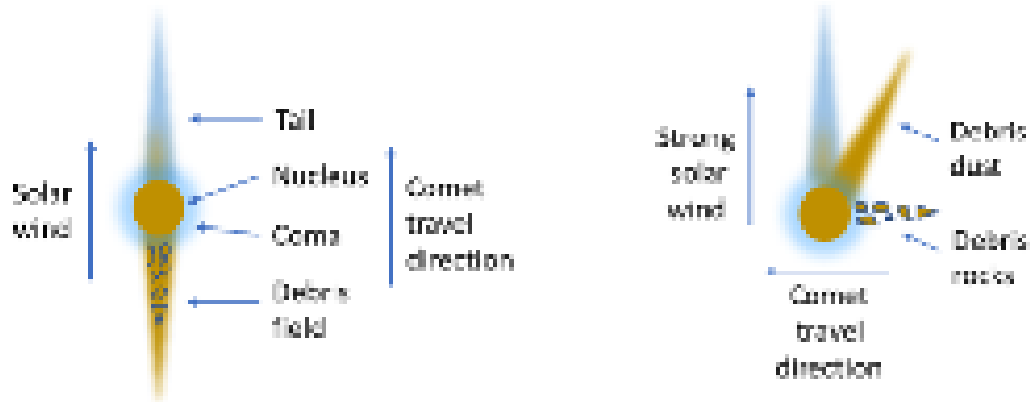 Tail
Nucleus
Coma
Debris
field
Solar
wind
Comet
travel
direction
Strong
solar
wind
Debris
dust
Debris
rocks
Comet
travel
direction